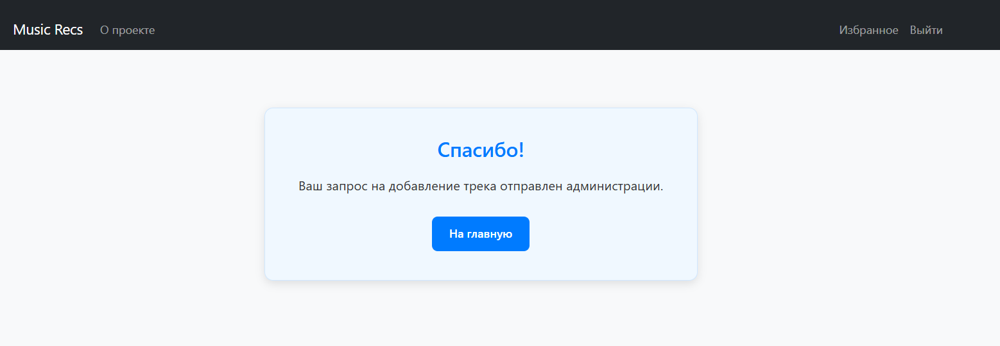 Music Recs О проекте Избранное Выйти
Спасибо!
Ваш запрос на добавление трека отправлен администрации.
На главную